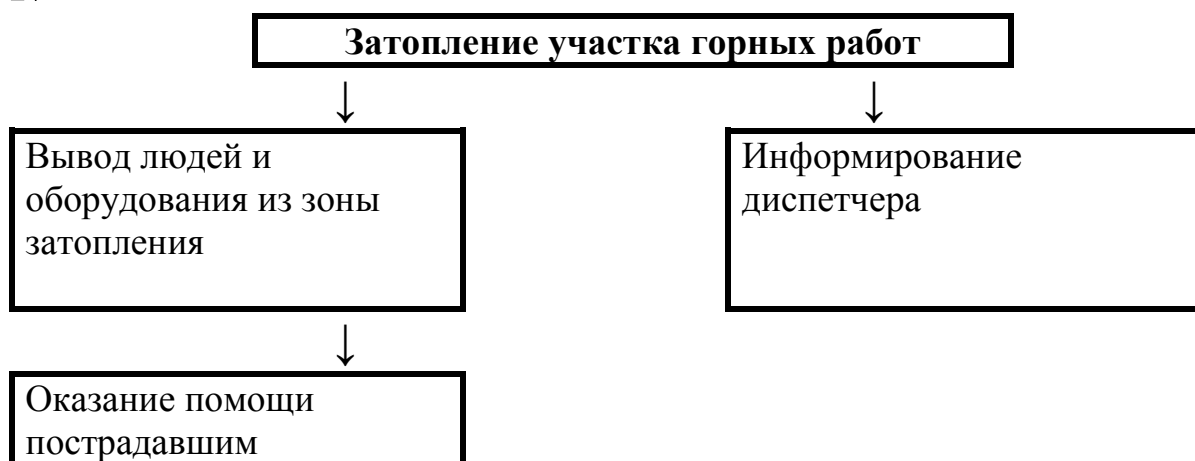 Затопление участка горных работ
↓ ↓
Вывод людей и
оборудования из зоны
затопления
Информирование
диспетчера
↓
Оказание помощи
пострадавшим